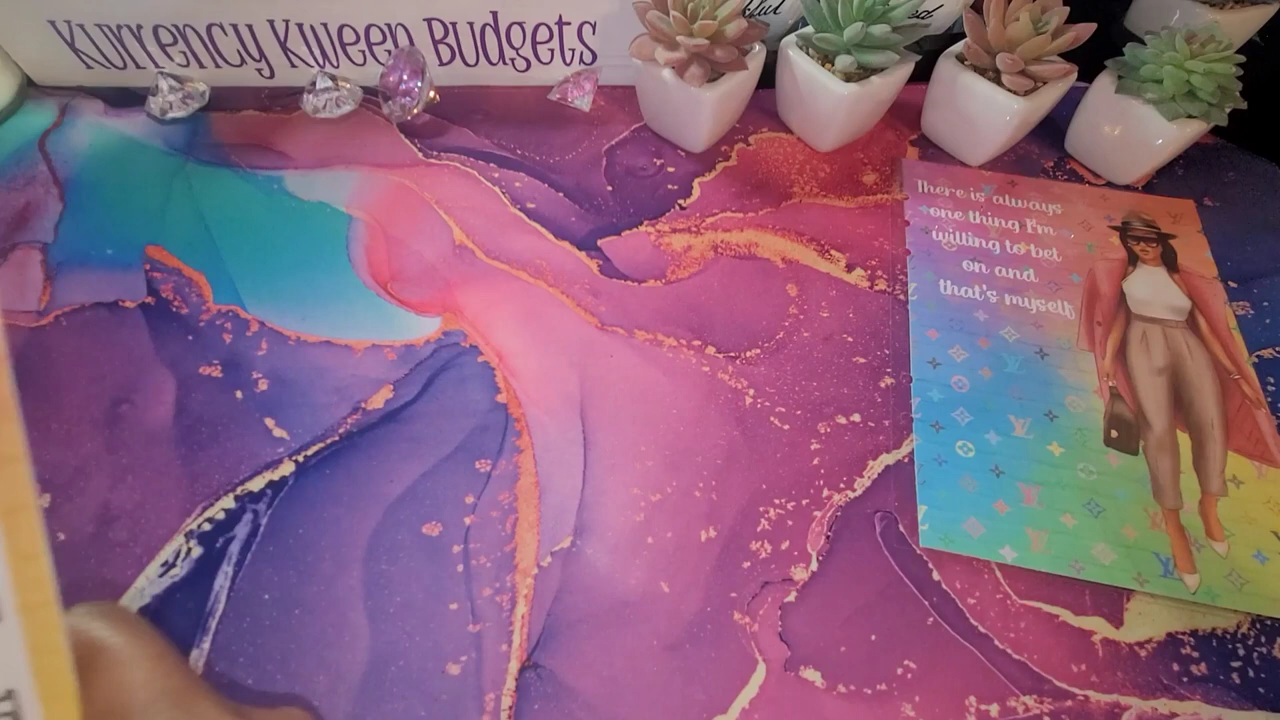 Kurrency Kween Budgets
There is always
one thing I'm
willing to bet
on and
that's myself